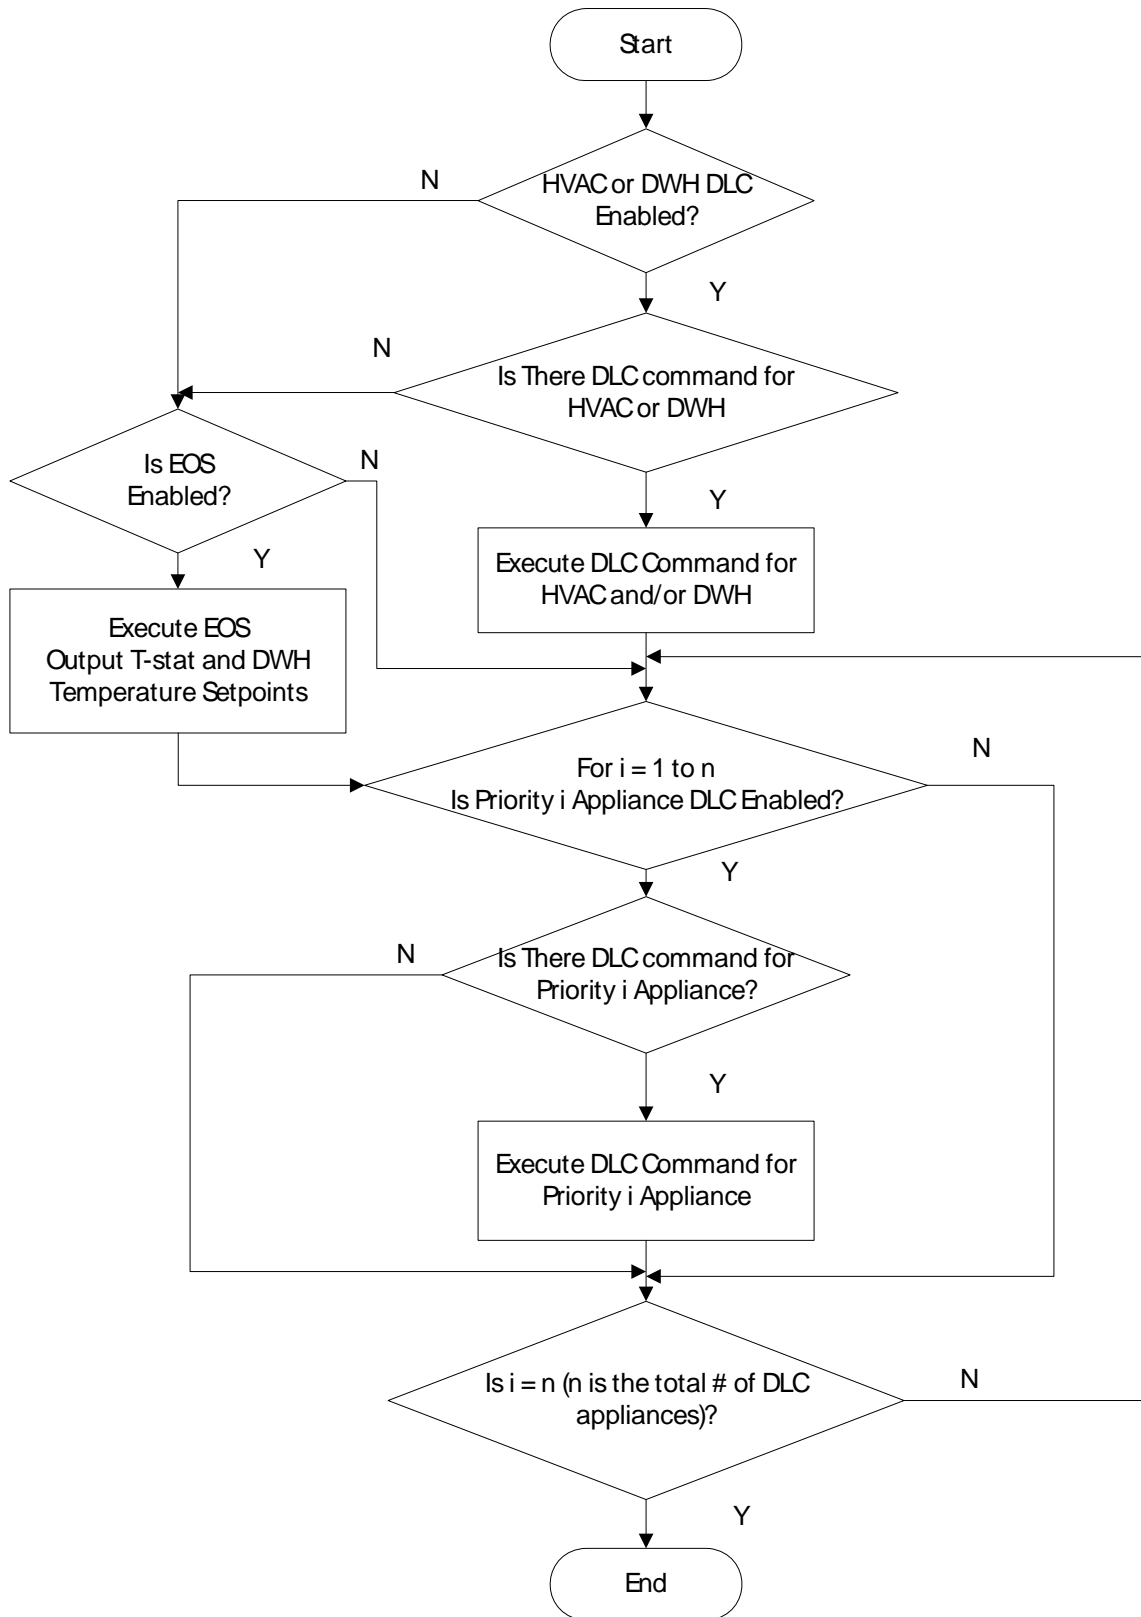 Start
HVAC or DWH DLC
Enabled?
N
Y
Is There DLC command for
HVAC or DWH
N
Y
Is EOS
Enabled?
N
Y
Execute DLC Command for
HVAC and/or DWH
Execute EOS
Output T-stat and DWH
Temperature Setpoints
For i = 1 to n
Is Priority i Appliance DLC Enabled?
N
Y
Is There DLC command for
Priority i Appliance?
N
Y
Execute DLC Command for
Priority i Appliance
Is i = n (n is the total # of DLC
appliances)?
N
Y
End